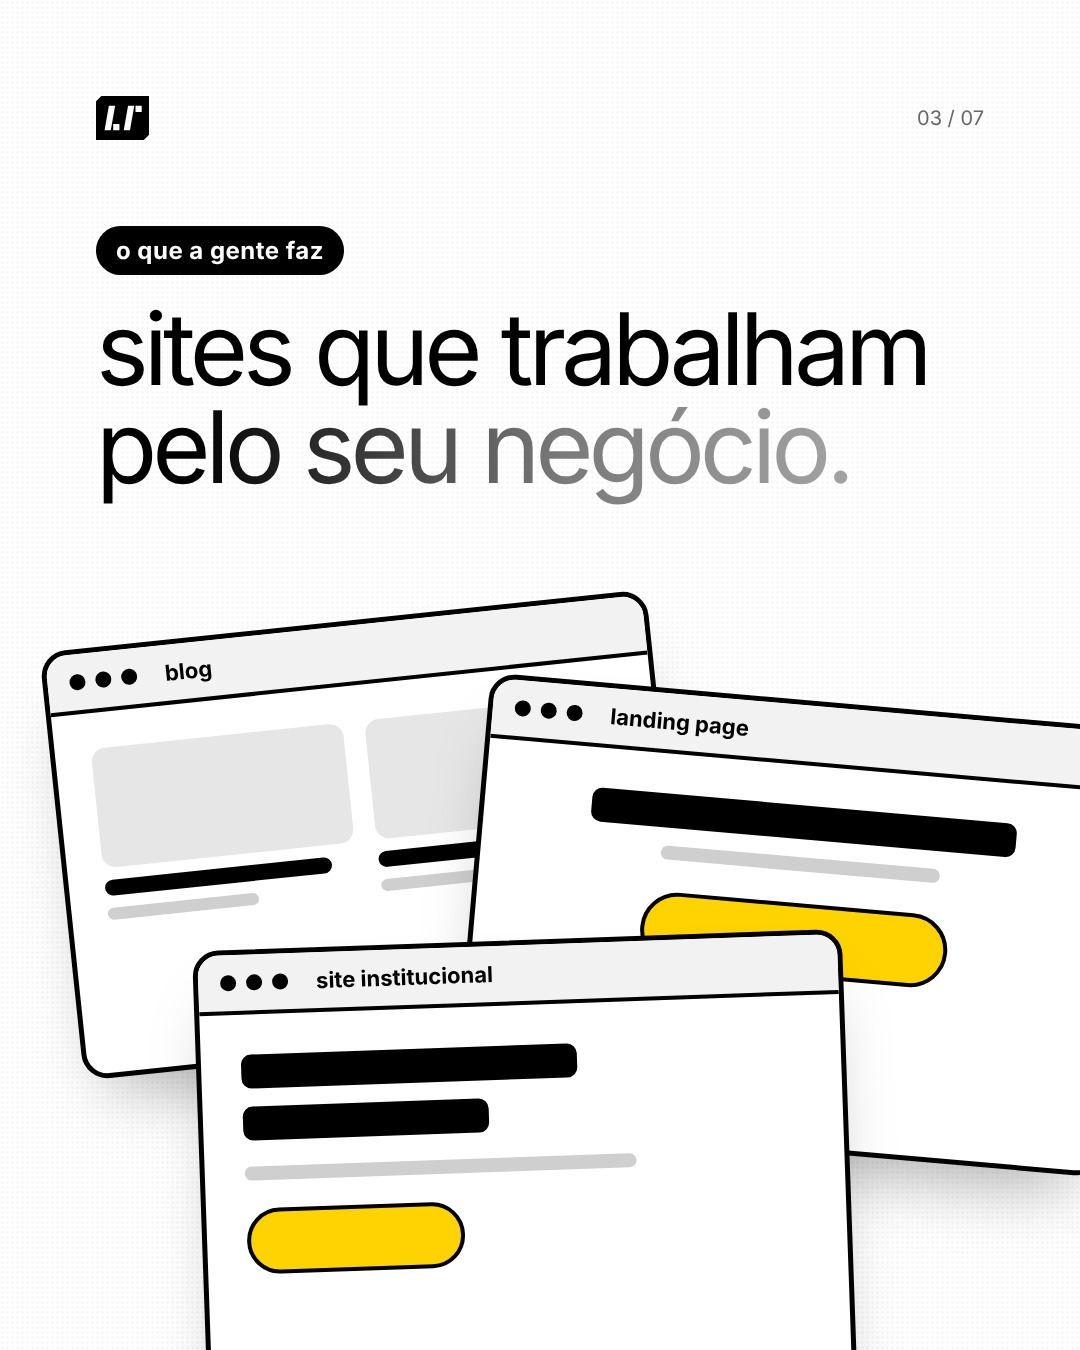 03 / 07
o que a gente faz
sites que trabalham
pelo seu negócio.
blog
landing page
site institucional